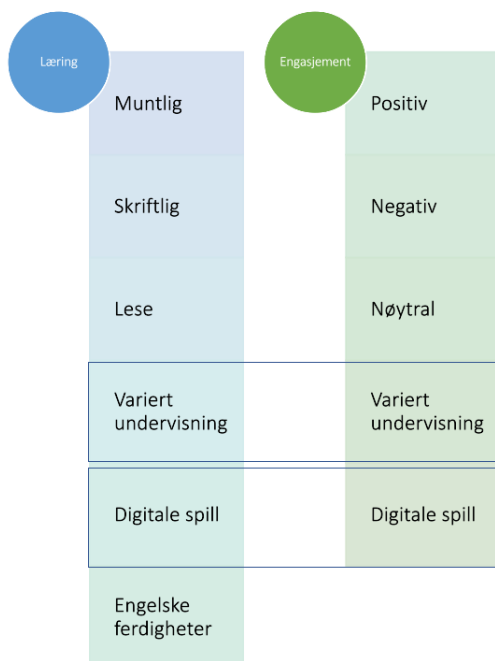 Læring
Muntlig
Skriftlig
Lese
Variert
undervisning
Digitale spill
Engelske
ferdigheter
Engasjement
Positiv
Negativ
Nøytral
Variert
undervisning
Digitale spill